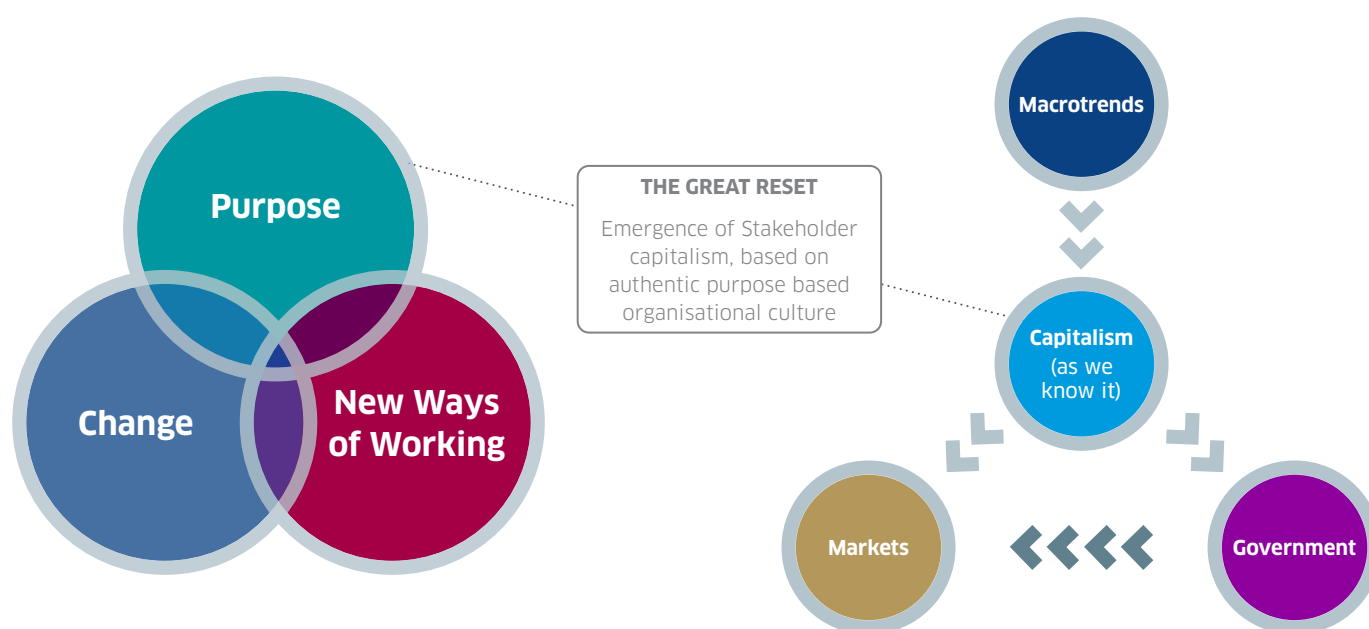 Purpose
Change
New Ways
of Working
THE GREAT RESET
Emergence of Stakeholder
capitalism, based on
authentic purpose based
organisational culture
Macrotrends
Capitalism
(as we
know it)
Markets
Government